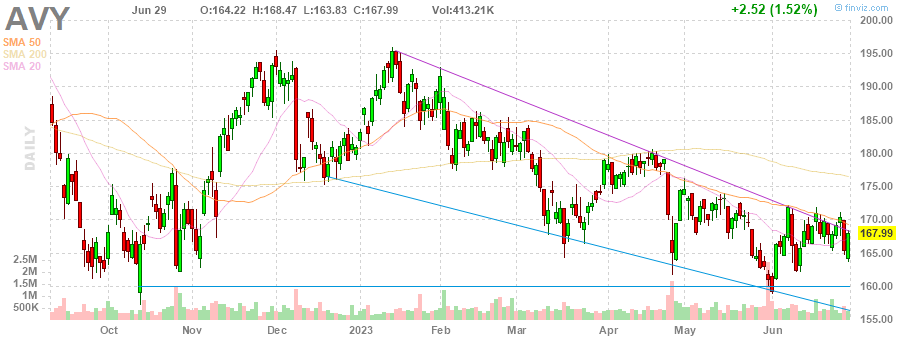 AVY Jun 29 O:164.22 H:168.47 L:163.83 C:167.99 Vol:413.21K +2.52 (1.52%) © finviz.com
SMA 50
SMA 200
SMA 20
DAILY
200.00
195.00
190.00
185.00
180.00
175.00
170.00
167.99
165.00
160.00
155.00
2.5M
2M
1.5M
1M
500K
Oct Nov Dec 2023 Feb Mar Apr May Jun